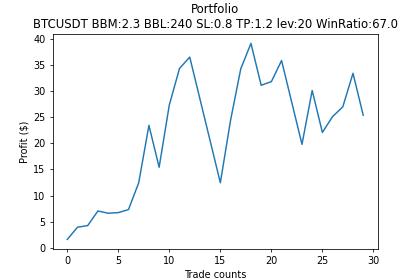 Portfolio
BTCUSDT BBM:2.3 BBL:240 SL:0.8 TP:1.2 lev:20 WinRatio:67.0
40
35
30
25
20
15
10
5
0
Profit ($)
0 5 10 15 20 25 30
Trade counts